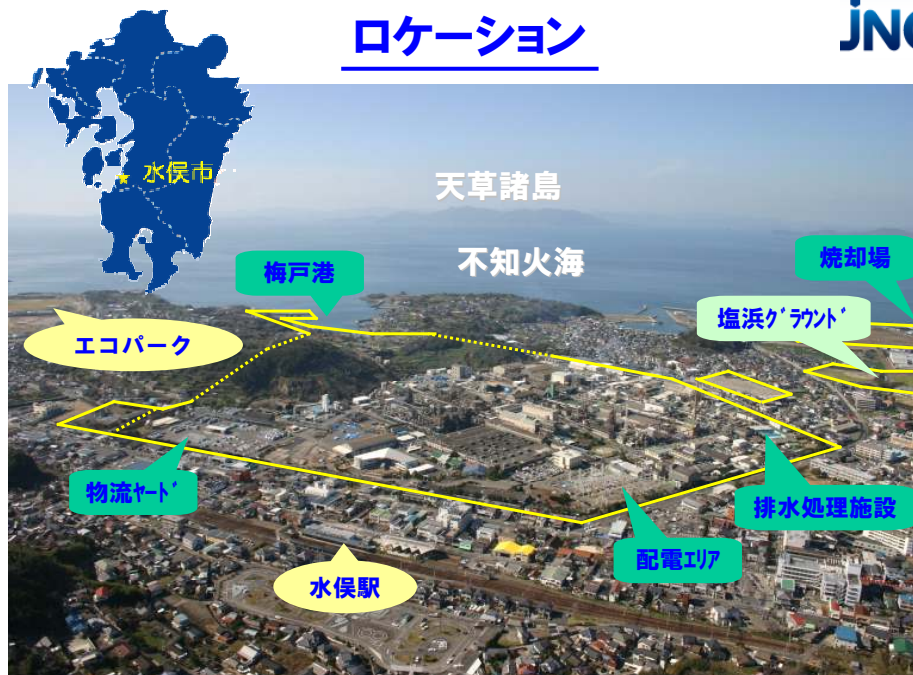 ロケーション
JNC
水俣市
天草諸島
不知火海
梅戸港
焼却場
塩浜ｸﾞﾗｳﾝﾄﾞ
エコパーク
物流ﾔｰﾄﾞ
排水処理施設
配電ｴﾘｱ
水俣駅